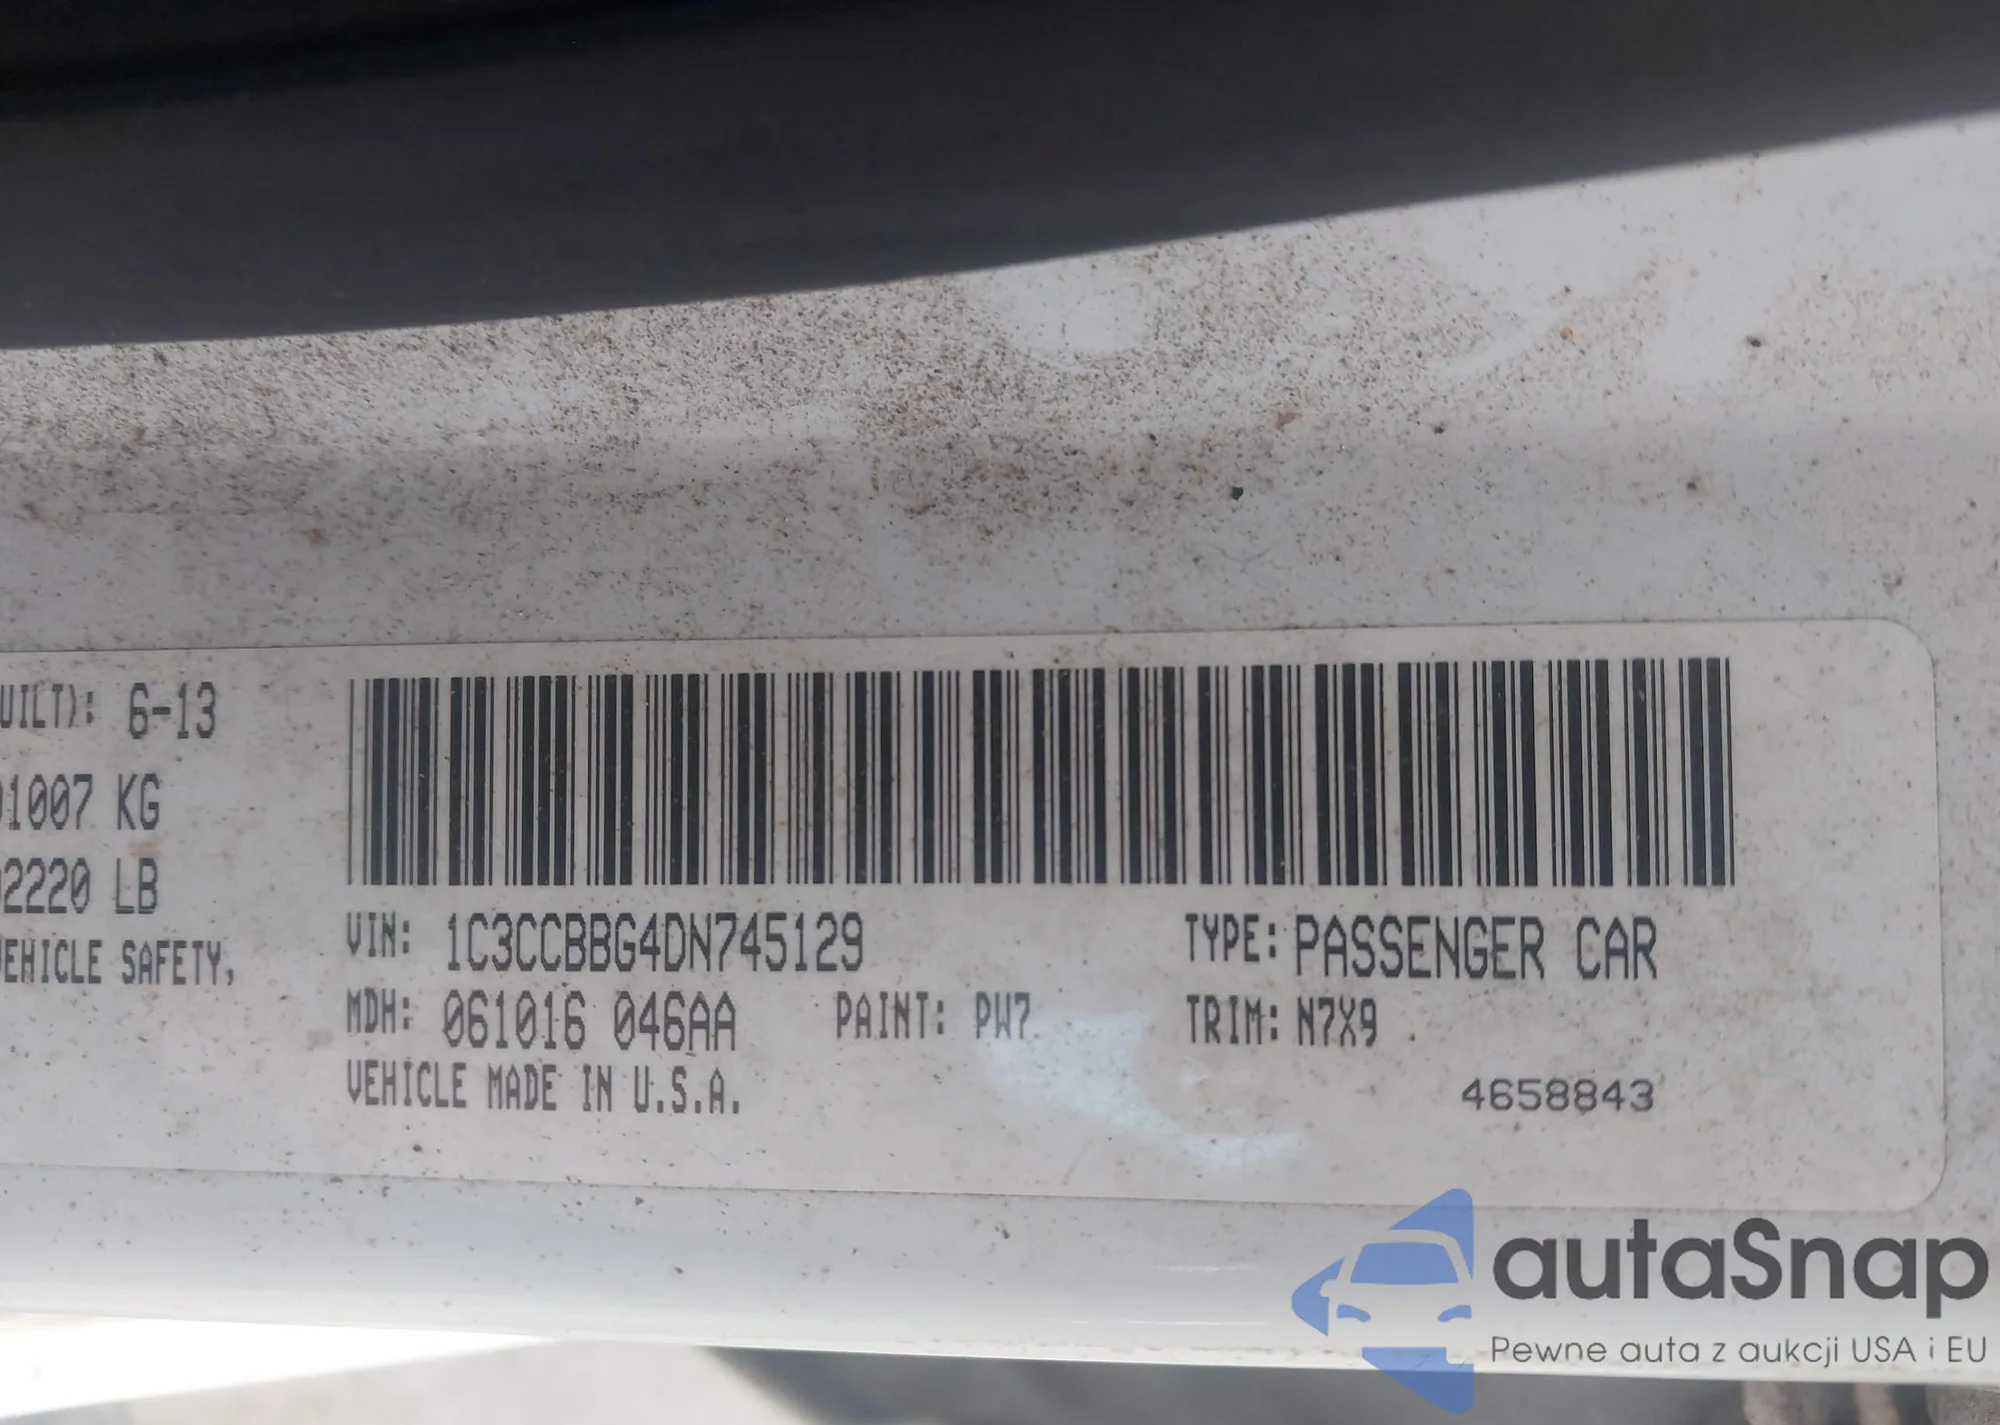 UILT): 6-13
1007 KG
2220 LB
VEHICLE SAFETY,
VIN: 1C3CCBBG4DN745129
TYPE: PASSENGER CAR
MDH: 061016 046AA
PAINT: PW7
TRIM: N7X9
VEHICLE MADE IN U.S.A.
4658843
autaSnap
Pewne auta z aukcji USA i EU